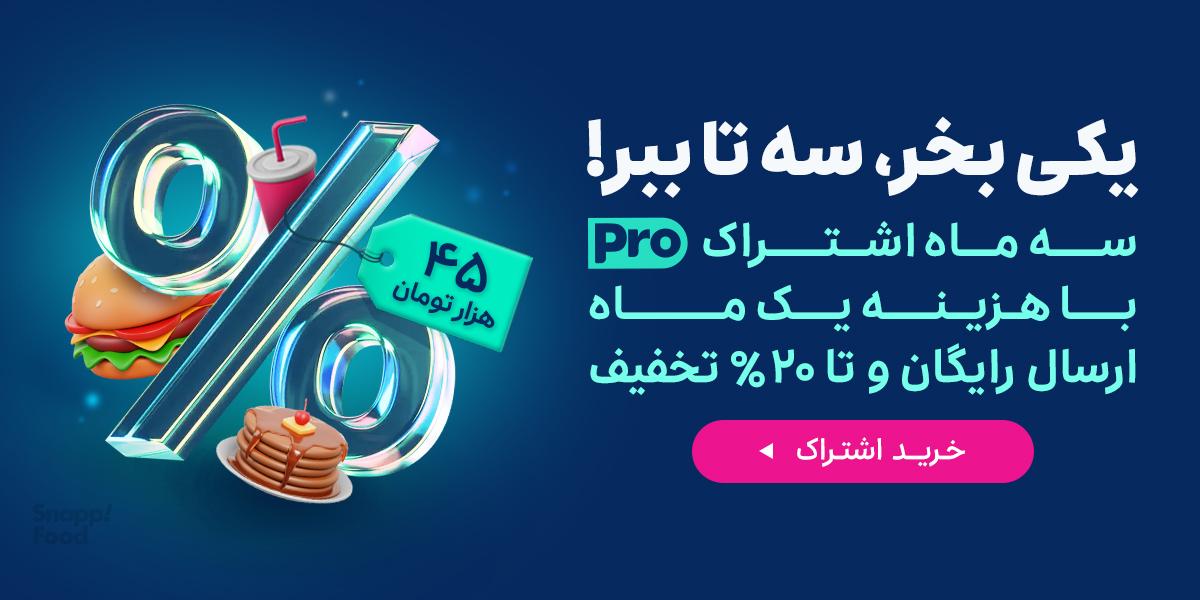 یکی بخر، سه تا ببر!
سه ماه اشتراک pro
با هزینه یک ماه
ارسال رایگان و تا ۲۰% تخفیف
خرید اشتراک
۴۵
هزار تومان
Snapp!
Food